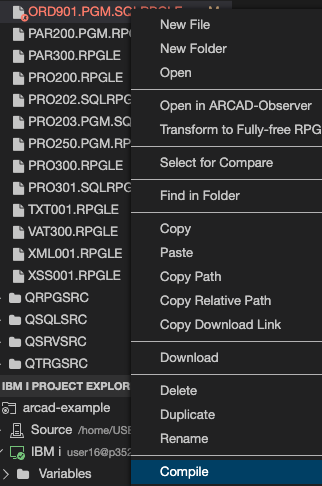 ORD901.PGM.SQLRPGLE
PAR200.PGM.RP
PAR300.RPGLE
PRO200.RPGLE
PRO202.SQLRPG
PRO203.PGM.SQ
PRO250.PGM.RP
PRO300.RPGLE
PRO301.SQLRPG
TXT001.RPGLE
VAT300.RPGLE
XML001.RPGLE
XSS001.RPGLE
QRPGSRC
QSQLSRC
QSRVSRC
QTRGSRC
IBM I PROJECT EXPLOR
arcad-example
Source /home/USE
IBM i user16@p352
Variables
New File
New Folder
Open
Open in ARCAD-Observer
Transform to Fully-free RPG
Select for Compare
Find in Folder
Copy
Paste
Copy Path
Copy Relative Path
Copy Download Link
Download
Delete
Duplicate
Rename
Compile